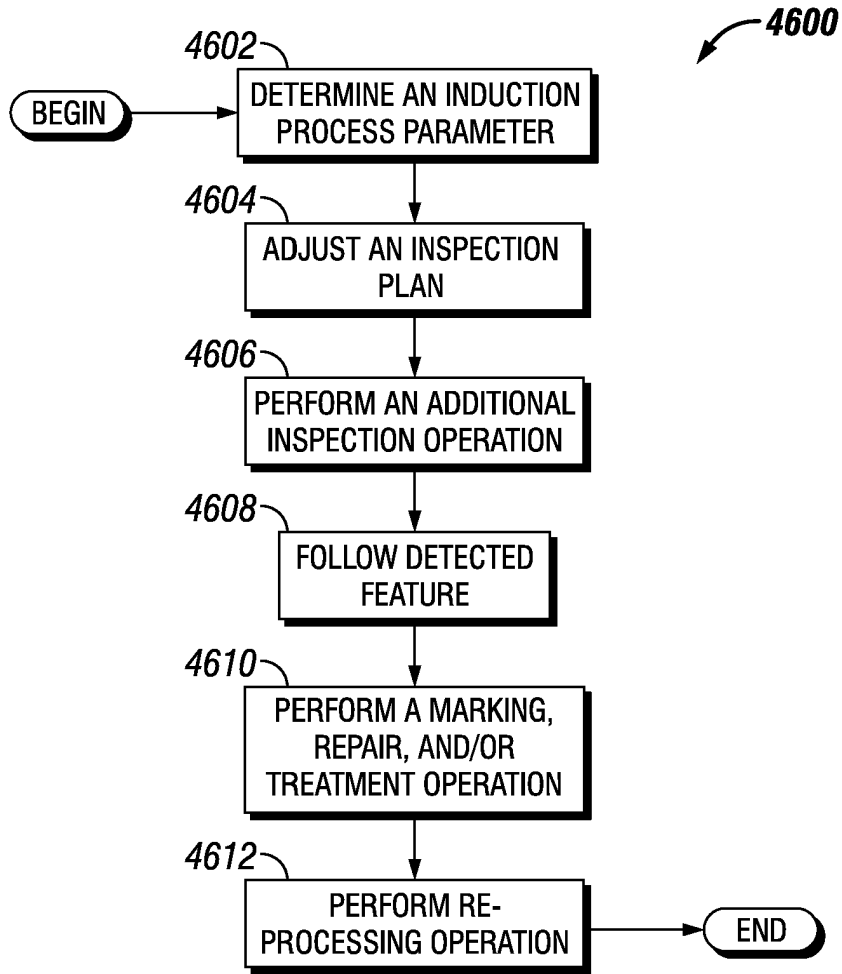 4600
4602
BEGIN
DETERMINE AN INDUCTION
PROCESS PARAMETER
4604
ADJUST AN INSPECTION
PLAN
4606
PERFORM AN ADDITIONAL
INSPECTION OPERATION
4608
FOLLOW DETECTED
FEATURE
4610
PERFORM A MARKING,
REPAIR, AND/OR
TREATMENT OPERATION
4612
PERFORM RE-
PROCESSING OPERATION
END